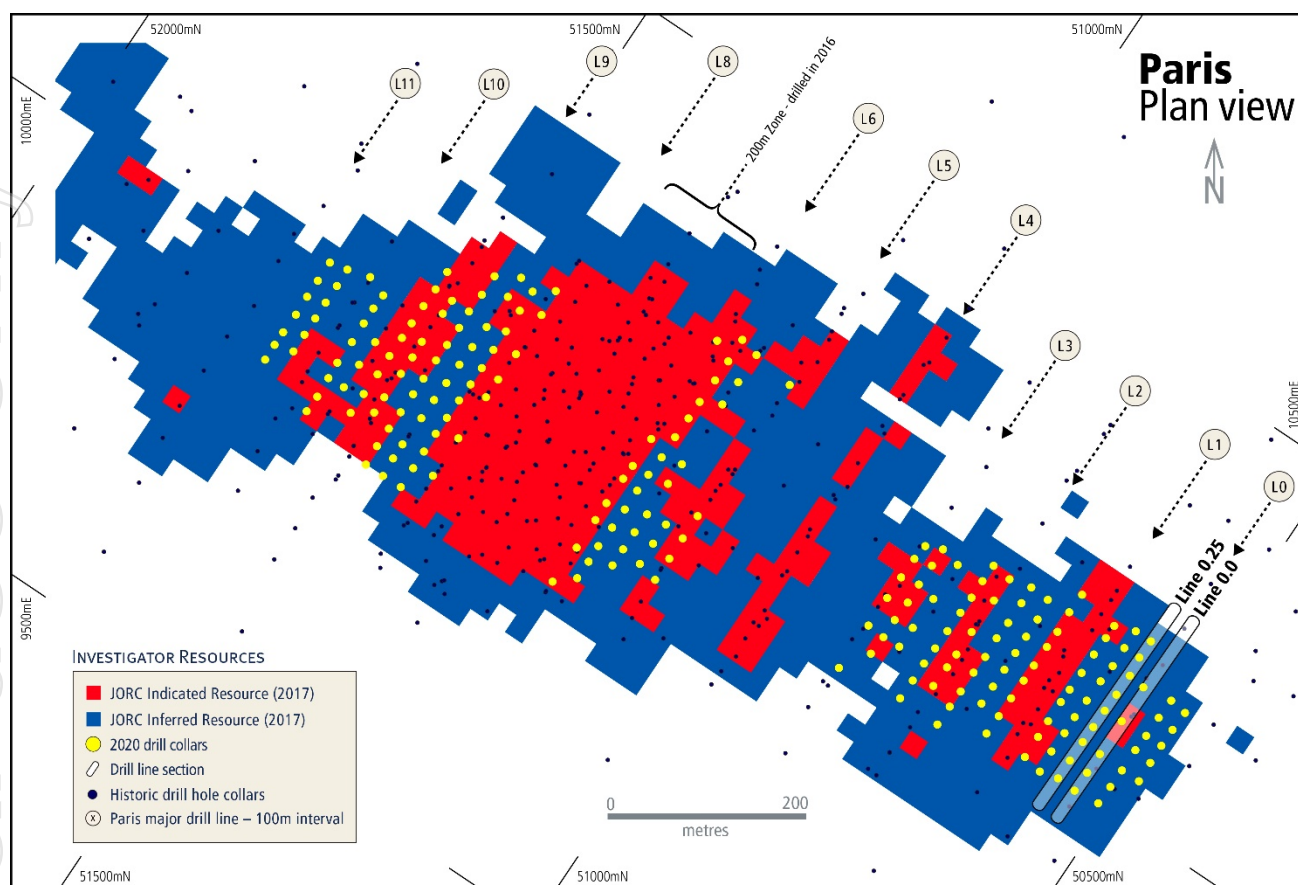 52000mN
51500mN
51000mN
Paris
Plan view
N
L11
L10
L9
L8
200m Zone - drilled in 2016
L6
L5
L4
L3
L2
L1
L0
10000mE
10500mE
9500mE
Line 0.25
Line 0.0
INVESTIGATOR RESOURCES
JORC Indicated Resource (2017)
JORC Inferred Resource (2017)
2020 drill collars
Drill line section
Historic drill hole collars
x Paris major drill line – 100m interval
0 200
metres
51500mN
51000mN
50500mN